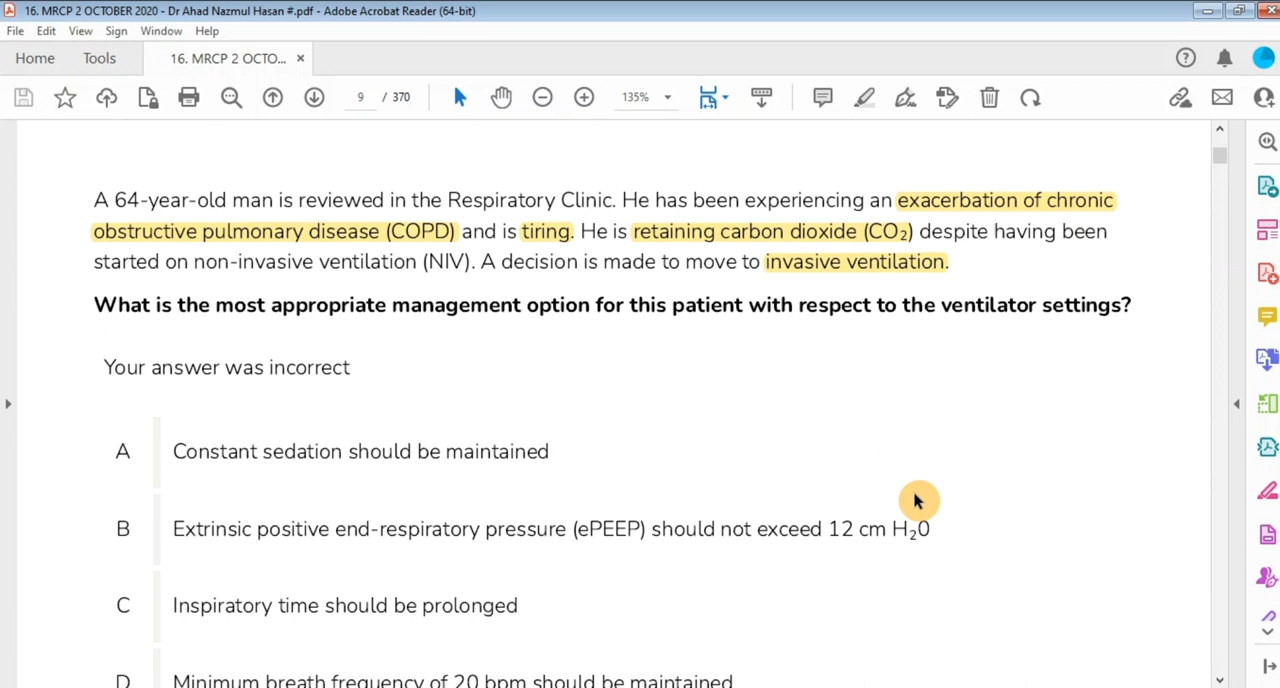 16. MRCP 2 OCTOBER 2020 - Dr Ahad Nazmul Hasan #.pdf - Adobe Acrobat Reader (64-bit)
File Edit View Sign Window Help
Home Tools 16. MRCP 2 OCTO... ×
9 / 370 135%
A 64-year-old man is reviewed in the Respiratory Clinic. He has been experiencing an exacerbation of chronic
obstructive pulmonary disease (COPD) and is tiring. He is retaining carbon dioxide (CO₂) despite having been
started on non-invasive ventilation (NIV). A decision is made to move to invasive ventilation.
What is the most appropriate management option for this patient with respect to the ventilator settings?
Your answer was incorrect
A Constant sedation should be maintained
B Extrinsic positive end-respiratory pressure (ePEEP) should not exceed 12 cm H₂0
C Inspiratory time should be prolonged
D Minimum breath frequency of 20 bpm should be maintained